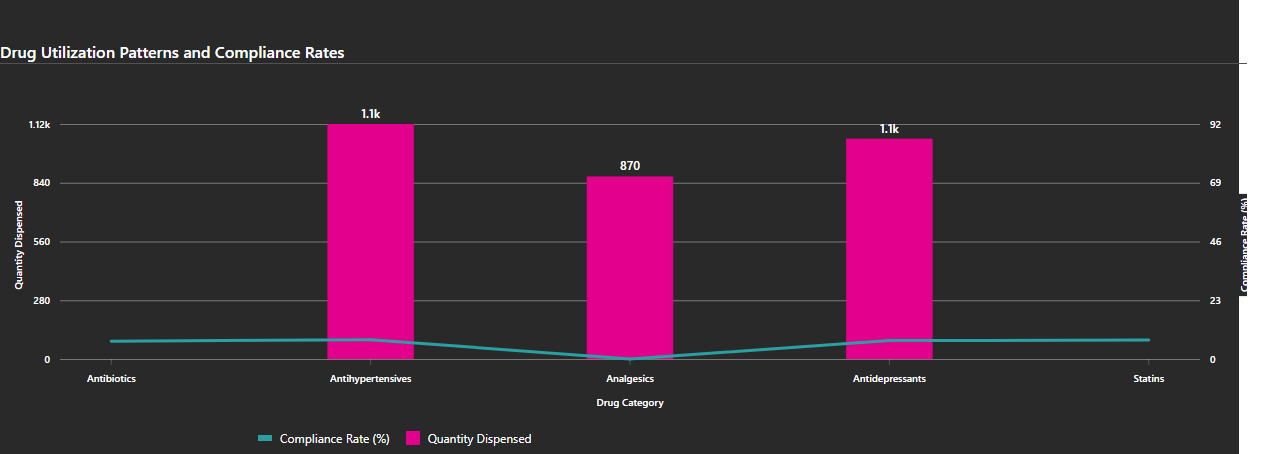 Drug Utilization Patterns and Compliance Rates
1.1k
1.1k
870
1.12k
840
560
280
0
Quantity Dispensed
92
69
46
23
0
Compliance Rate (%)
Antibiotics
Antihypertensives
Analgesics
Antidepressants
Statins
Drug Category
Compliance Rate (%)
Quantity Dispensed